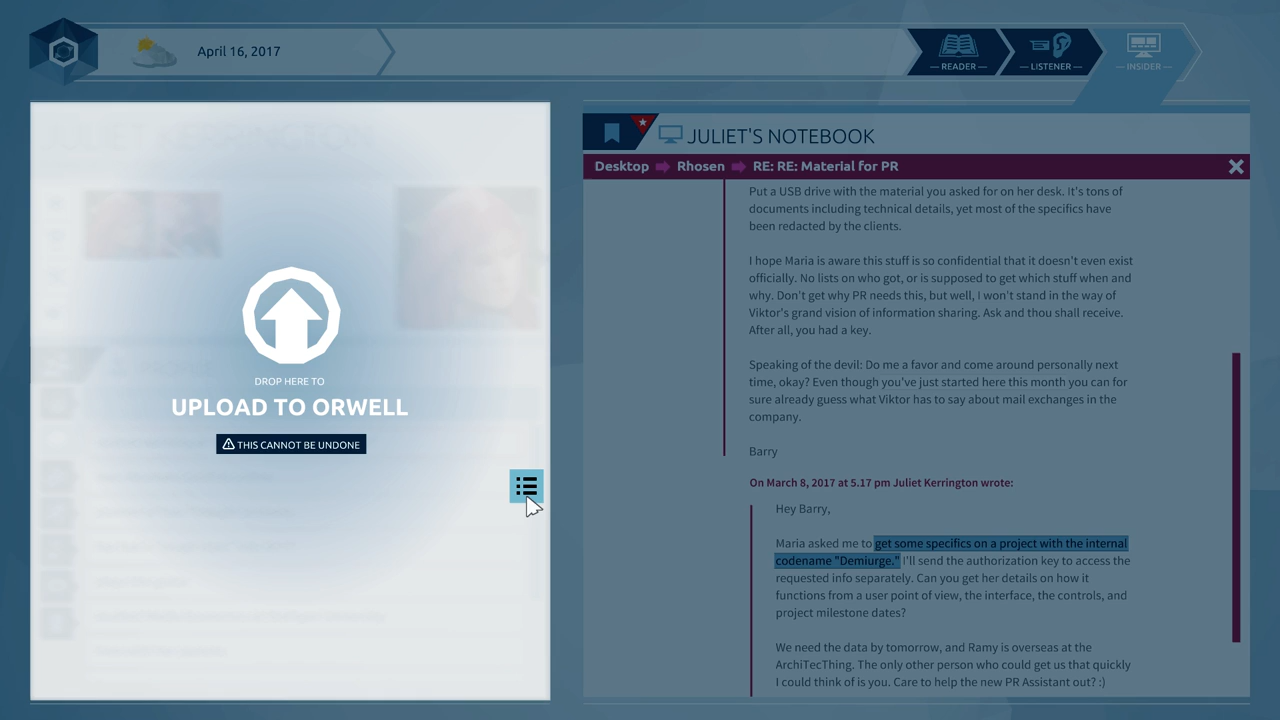 April 16, 2017
— READER —
— LISTENER —
— INSIDER —
DROP HERE TO
UPLOAD TO ORWELL
THIS CANNOT BE UNDONE
JULIET'S NOTEBOOK
Desktop Rhosen RE: RE: Material for PR
Put a USB drive with the material you asked for on her desk. It's tons of
documents including technical details, yet most of the specifics have
been redacted by the clients.
I hope Maria is aware this stuff is so confidential that it doesn't even exist
officially. No lists on who got, or is supposed to get which stuff when and
why. Don't get why PR needs this, but well, I won't stand in the way of
Viktor's grand vision of information sharing. Ask and thou shall receive.
After all, you had a key.
Speaking of the devil: Do me a favor and come around personally next
time, okay? Even though you've just started here this month you can for
sure already guess what Viktor has to say about mail exchanges in the
company.
Barry
On March 8, 2017 at 5.17 pm Juliet Kerrington wrote:
Hey Barry,
Maria asked me to get some specifics on a project with the internal
codename "Demiurge." I'll send the authorization key to access the
requested info separately. Can you get her details on how it
functions from a user point of view, the interface, the controls, and
project milestone dates?
We need the data by tomorrow, and Ramy is overseas at the
ArchiTecThing. The only other person who could get us that quickly
I could think of is you. Care to help the new PR Assistant out? :)